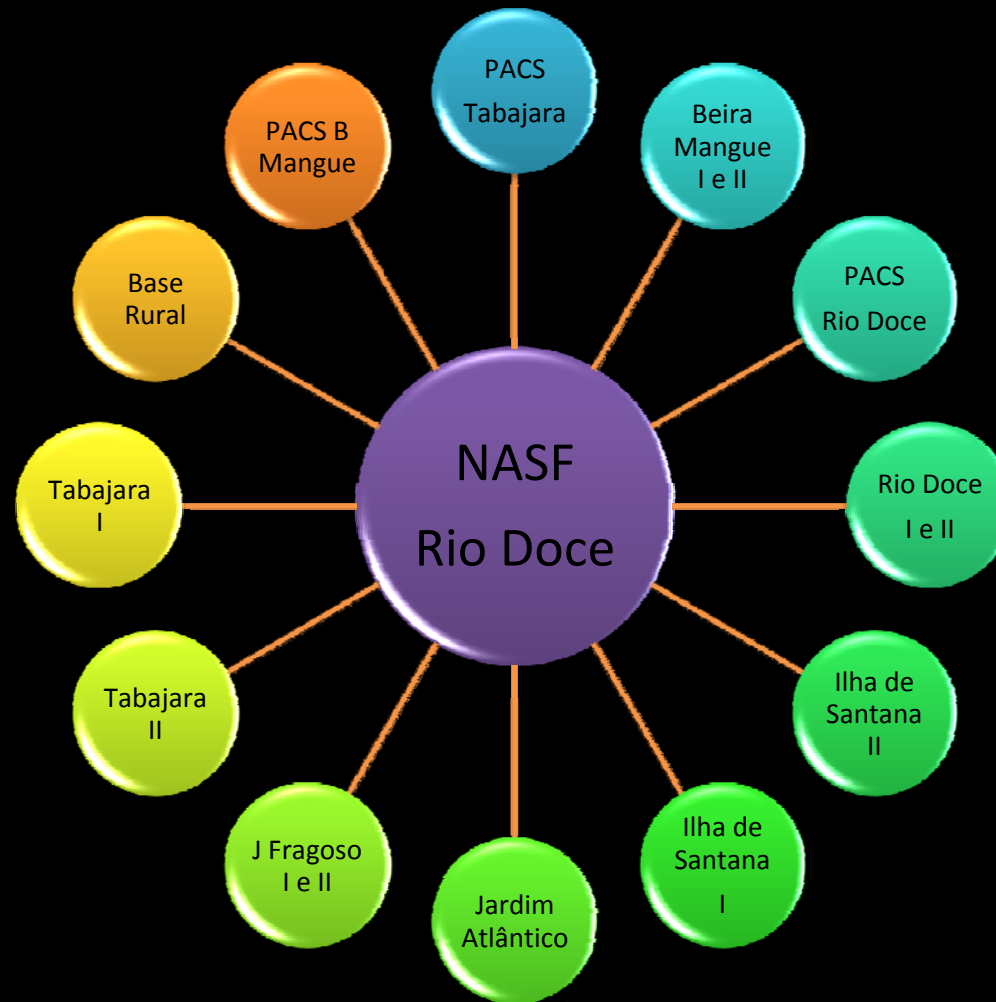 PACS
Tabajara
Beira
Mangue
I e II
PACS
Rio Doce
Rio Doce
I e II
Ilha de
Santana
II
Ilha de
Santana
I
Jardim
Atlântico
J Fragoso
I e II
Tabajara
II
Tabajara
I
Base
Rural
PACS B
Mangue
NASF
Rio Doce